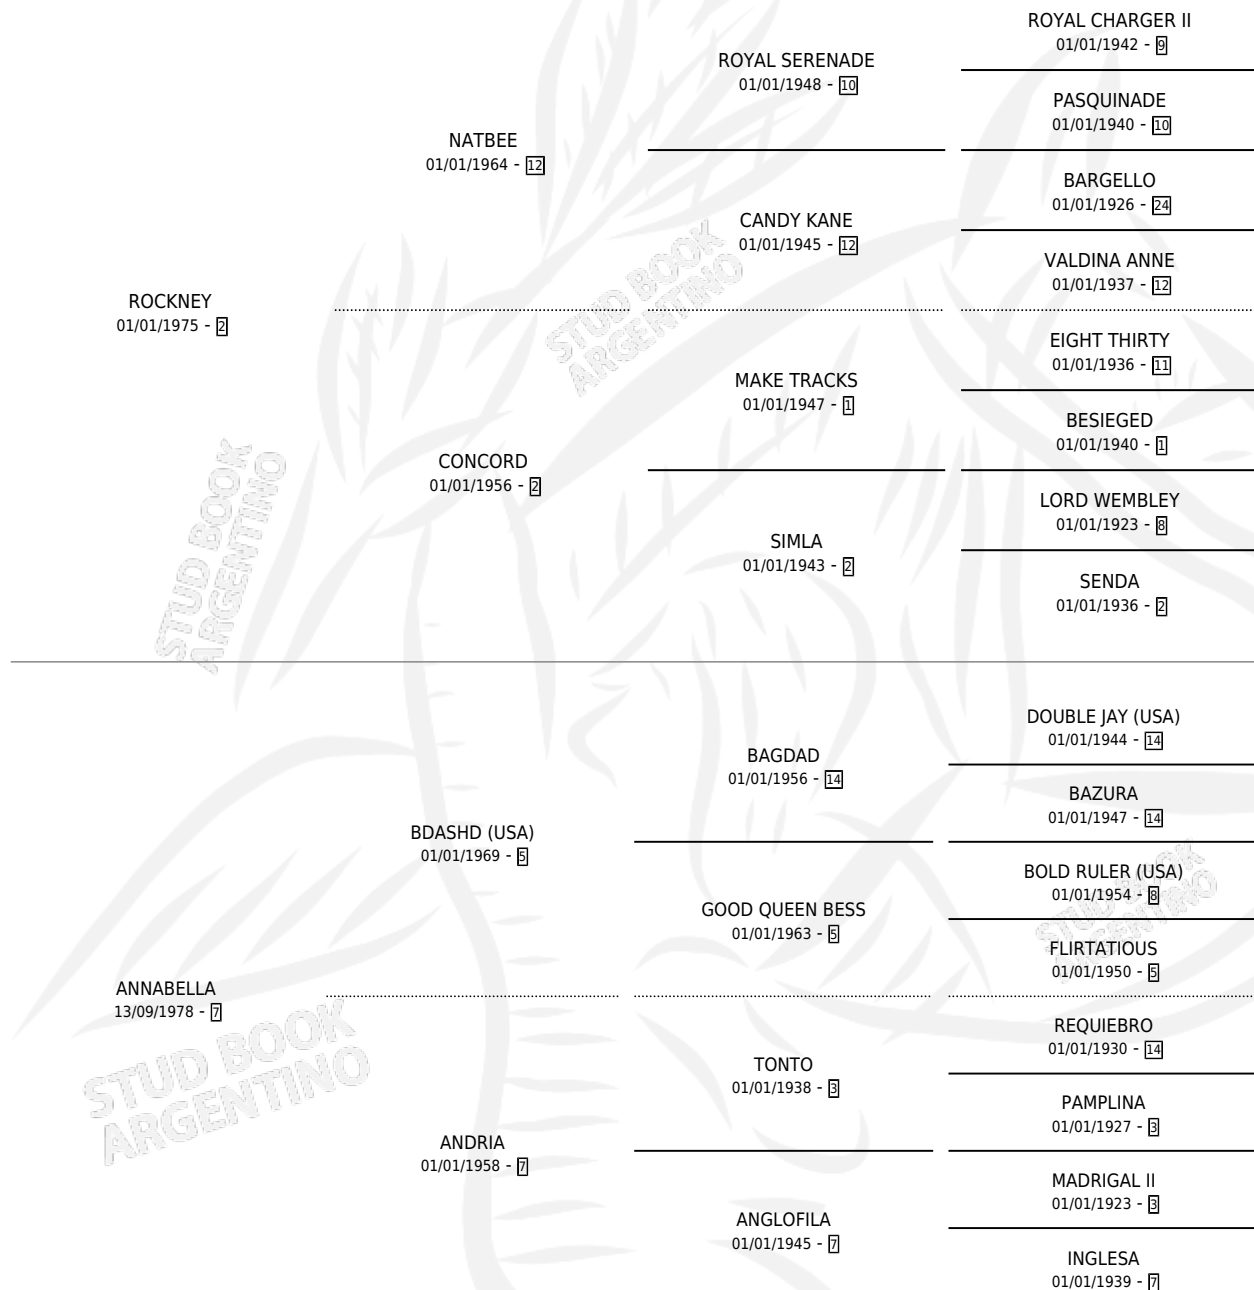 ROYAL CHARGER II
01/01/1942 - 9
ROYAL SERENADE
01/01/1948 - 10
PASQUINADE
01/01/1940 - 10
NATBEE
01/01/1964 - 12
BARGELLO
01/01/1926 - 24
CANDY KANE
01/01/1945 - 12
VALDINA ANNE
01/01/1937 - 12
ROCKNEY
01/01/1975 - 2
EIGHT THIRTY
01/01/1936 - 11
MAKE TRACKS
01/01/1947 - 1
BESIEGED
01/01/1940 - 1
CONCORD
01/01/1956 - 2
LORD WEMBLEY
01/01/1923 - 8
SIMLA
01/01/1943 - 2
SENDA
01/01/1936 - 2
DOUBLE JAY (USA)
01/01/1944 - 14
BAGDAD
01/01/1956 - 14
BAZURA
01/01/1947 - 14
BDASHD (USA)
01/01/1969 - 5
BOLD RULER (USA)
01/01/1954 - 8
GOOD QUEEN BESS
01/01/1963 - 5
FLIRTATIOUS
01/01/1950 - 5
ANNABELLA
13/09/1978 - 7
REQUIEBRO
01/01/1930 - 14
TONTO
01/01/1938 - 3
PAMPLINA
01/01/1927 - 3
ANDRIA
01/01/1958 - 7
MADRIGAL II
01/01/1923 - 3
ANGLOFILA
01/01/1945 - 7
INGLESA
01/01/1939 - 7
STUD BOOK
ARGENTINO
STUD BOOK
ARGENTINO
STUD BOOK
ARGENTINO
STUD BOOK
ARGENTINO